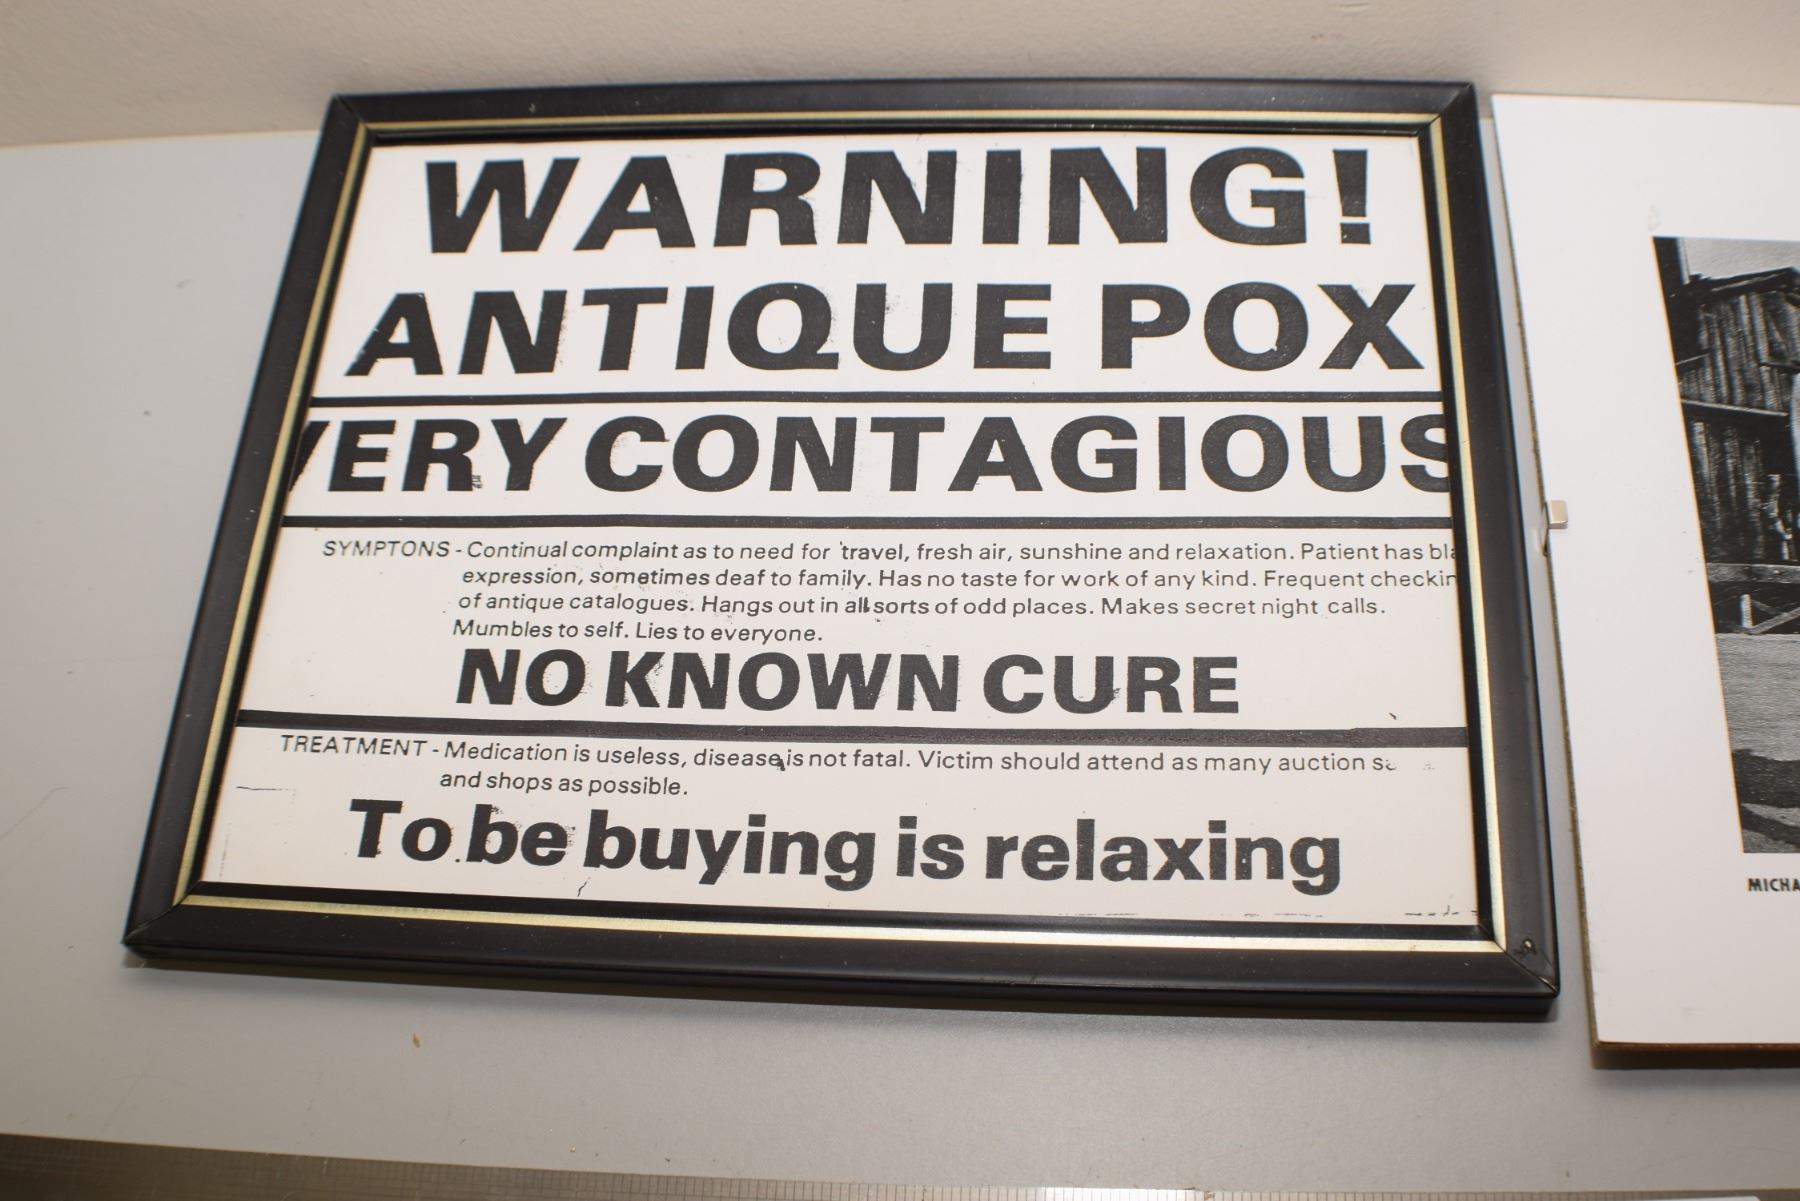 WARNING!
ANTIQUE POX
VERY CONTAGIOUS
SYMPTONS - Continual complaint as to need for travel, fresh air, sunshine and relaxation. Patient has
expression, sometimes deaf to family. Has no taste for work of any kind. Frequent checkin
of antique catalogues. Hangs out in all sorts of odd places. Makes secret night calls.
Mumbles to self. Lies to everyone.
NO KNOWN CURE
TREATMENT - Medication is useless, disease is not fatal. Victim should attend as many auction
and shops as possible.
To be buying is relaxing
MICHA